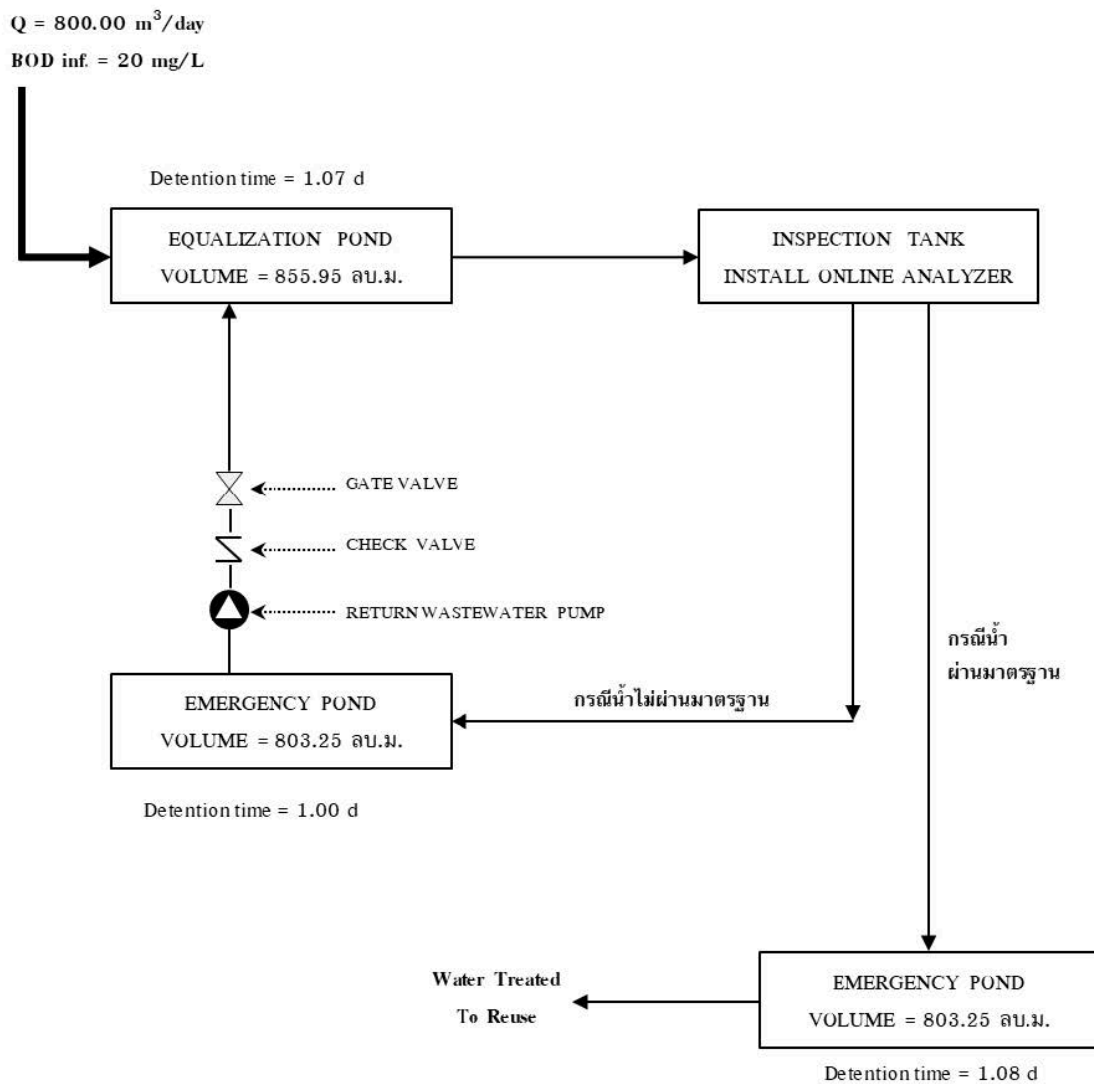 Q = 800.00 m³/day
BOD inf. = 20 mg/L
Detention time = 1.07 d
EQUALIZATION POND
VOLUME = 855.95 ลบ.ม.
INSPECTION TANK
INSTALL ONLINE ANALYZER
GATE VALVE
CHECK VALVE
RETURN WASTEWATER PUMP
กรณีน้ำ
ผ่านมาตรฐาน
EMERGENCY POND
VOLUME = 803.25 ลบ.ม.
กรณีน้ำไม่ผ่านมาตรฐาน
Detention time = 1.00 d
Water Treated
To Reuse
EMERGENCY POND
VOLUME = 803.25 ลบ.ม.
Detention time = 1.08 d